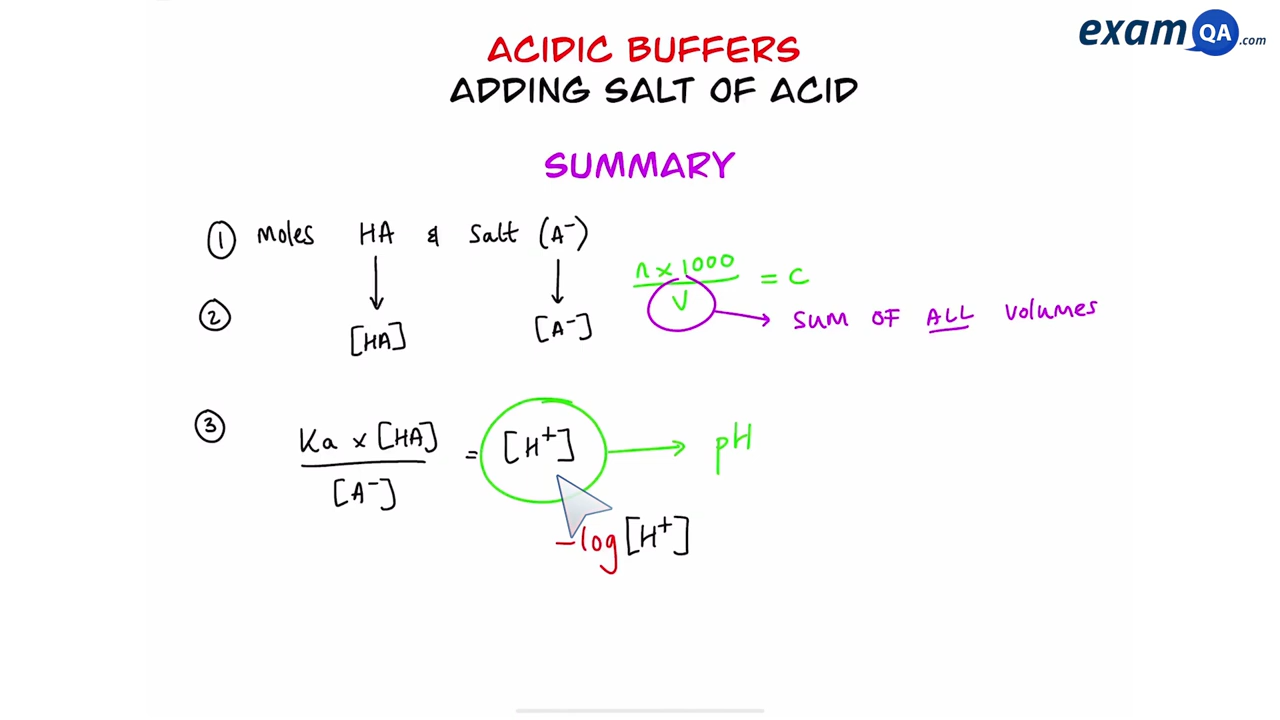 examQA.com
ACIDIC BUFFERS
ADDING SALT OF ACID
SUMMARY
① Moles HA & Salt (A⁻)
n x 1000 / V = C
② [HA] [A⁻]
Sum OF ALL Volumes
③ Ka x [HA] / [A⁻] = [H⁺] → pH
-log [H⁺]